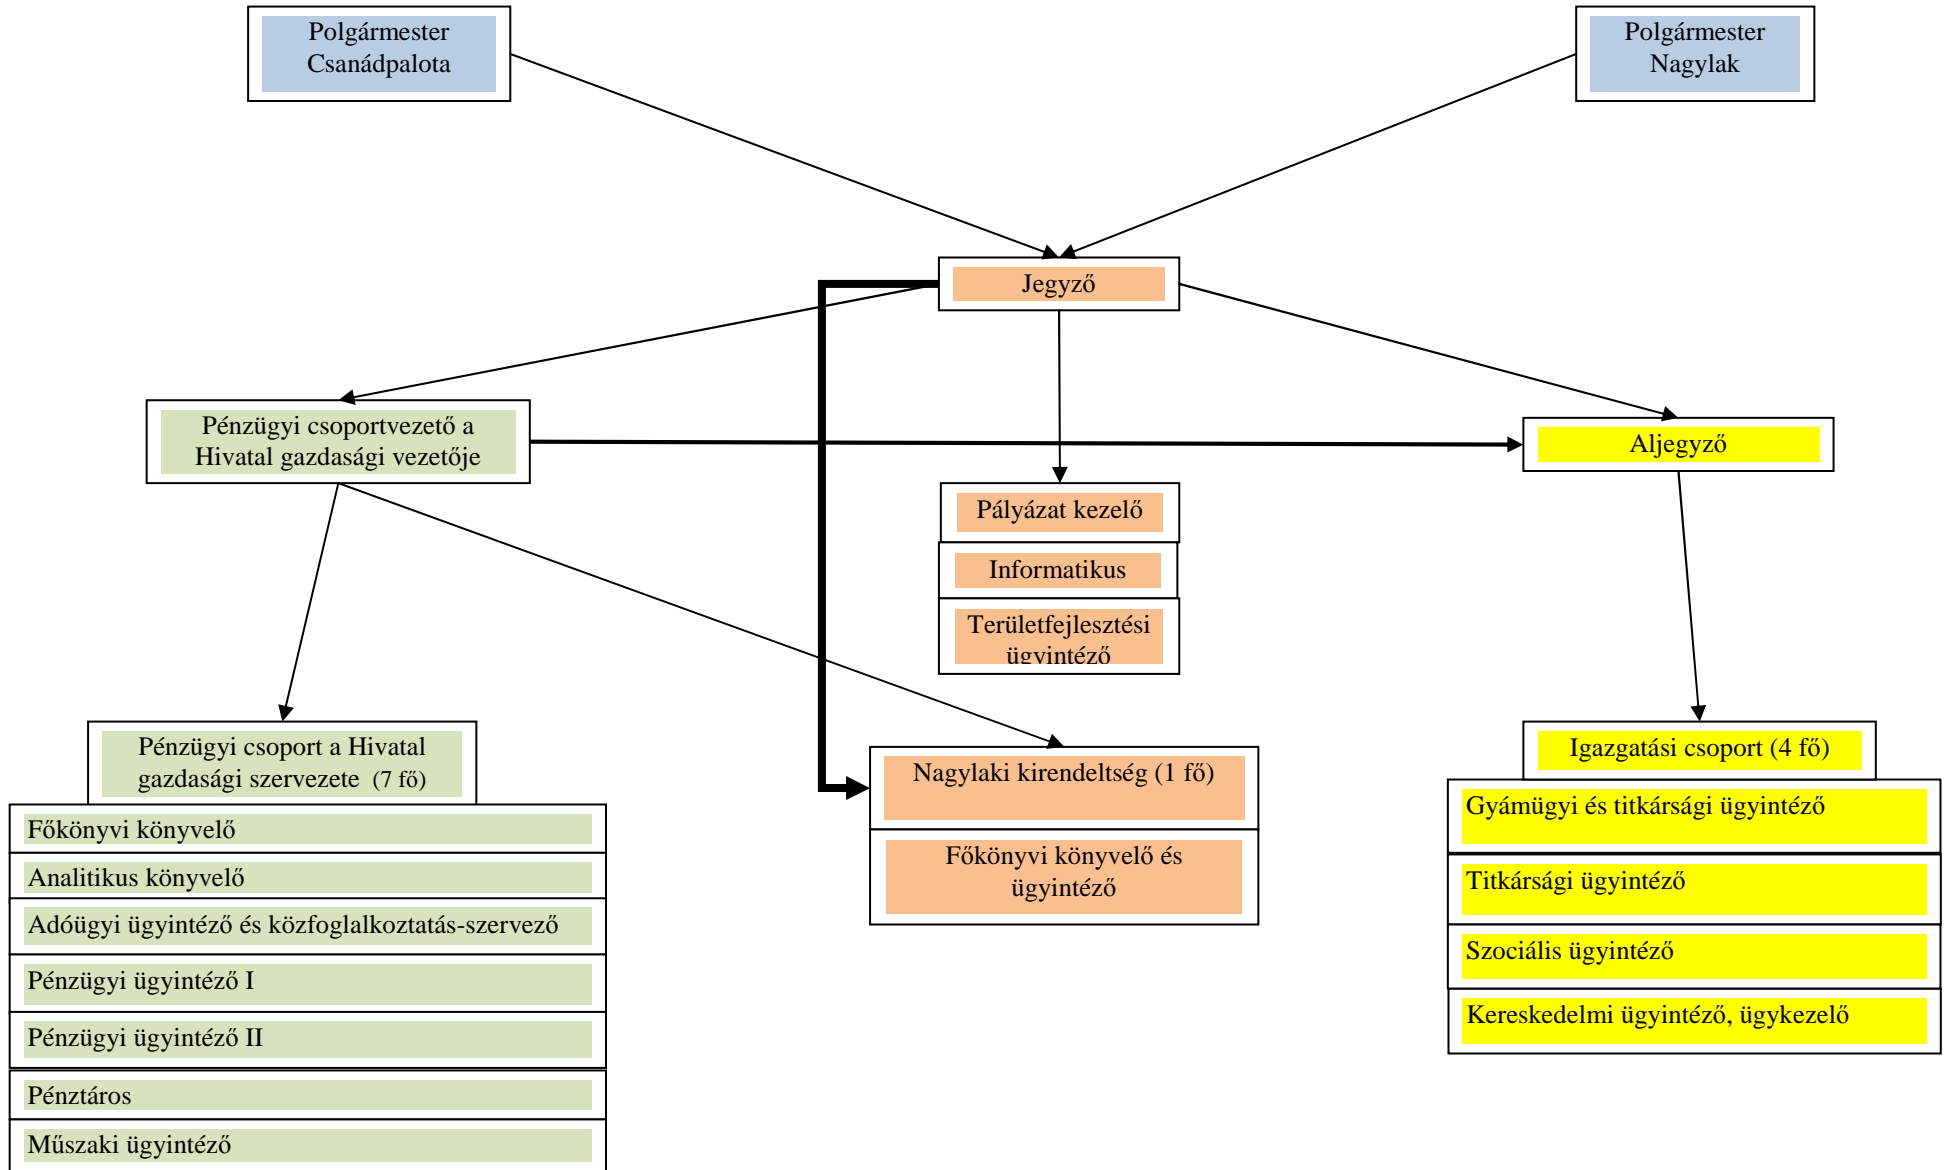 Polgármester
Csanádpalota
Polgármester
Nagylak
Jegyző
Pénzügyi csoportvezető a
Hivatal gazdasági vezetője
Aljegyző
Pályázat kezelő
Informatikus
Területfejlesztési
ügyintéző
Pénzügyi csoport a Hivatal
gazdasági szervezete (7 fő)
Főkönyvi könyvelő
Analitikus könyvelő
Adóügyi ügyintéző és közfoglalkoztatás-szervező
Pénzügyi ügyintéző I
Pénzügyi ügyintéző II
Pénztáros
Műszaki ügyintéző
Nagylaki kirendeltség (1 fő)
Főkönyvi könyvelő és
ügyintéző
Igazgatási csoport (4 fő)
Gyámügyi és titkársági ügyintéző
Titkársági ügyintéző
Szociális ügyintéző
Kereskedelmi ügyintéző, ügykezelő